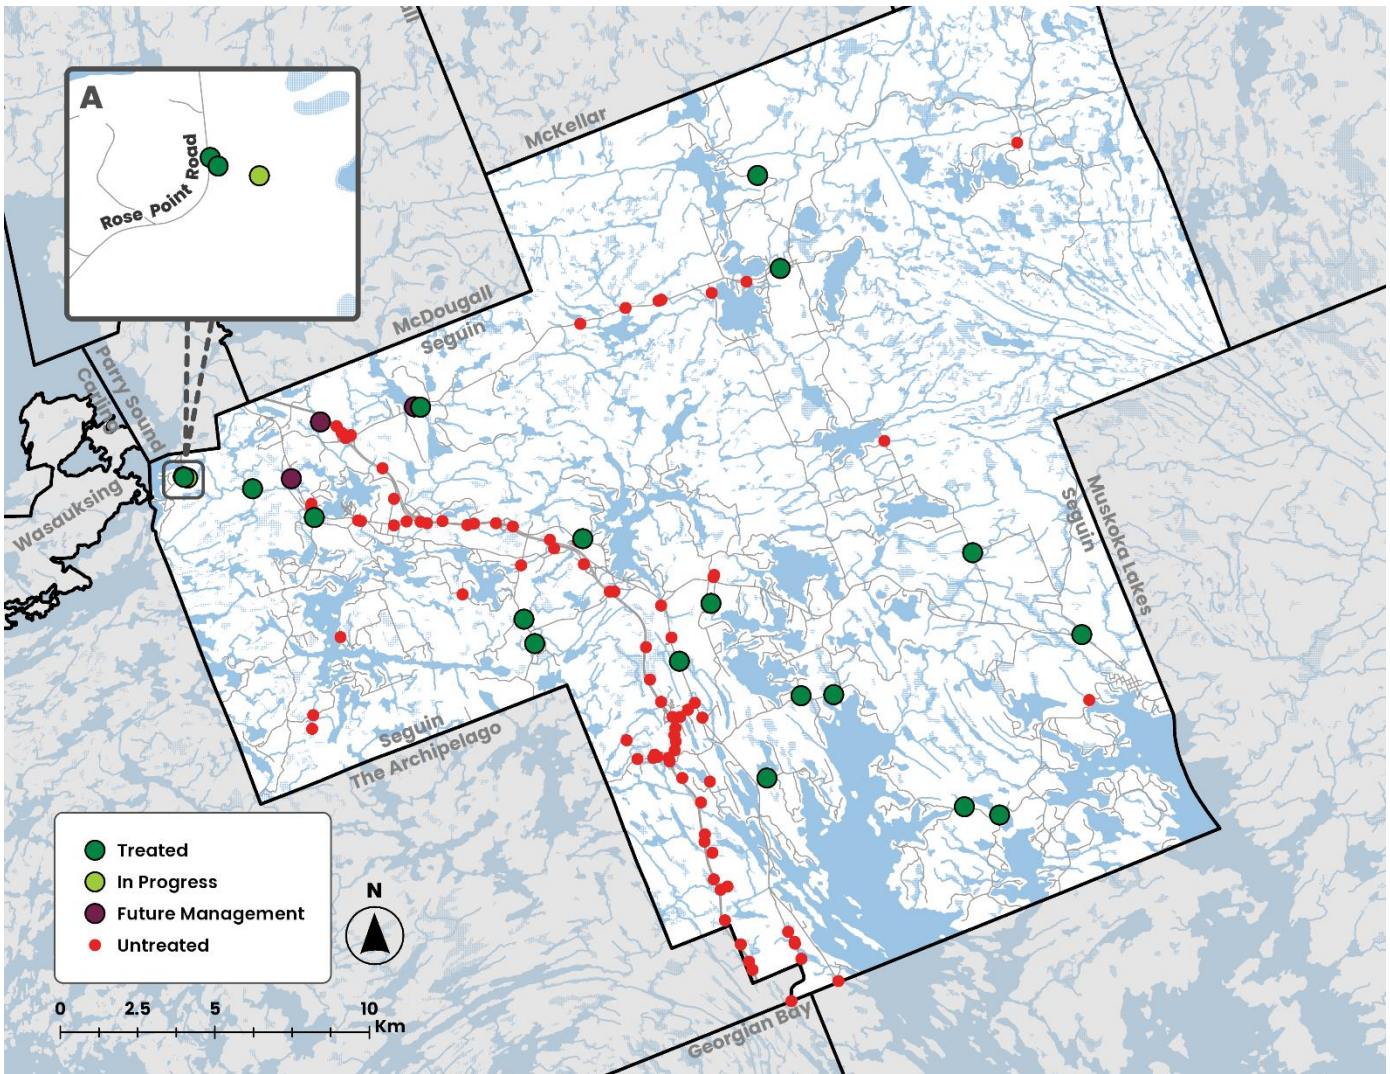 all
A
Rose Point Road
McKellar
McDougall
Seguin
Parry Sound
Carling
Wasauksing
Seguin
Muskoka Lakes
Seguin
The Archipelago
Georgian Bay
Treated
In Progress
Future Management
Untreated
N
0 2.5 5 10
Km